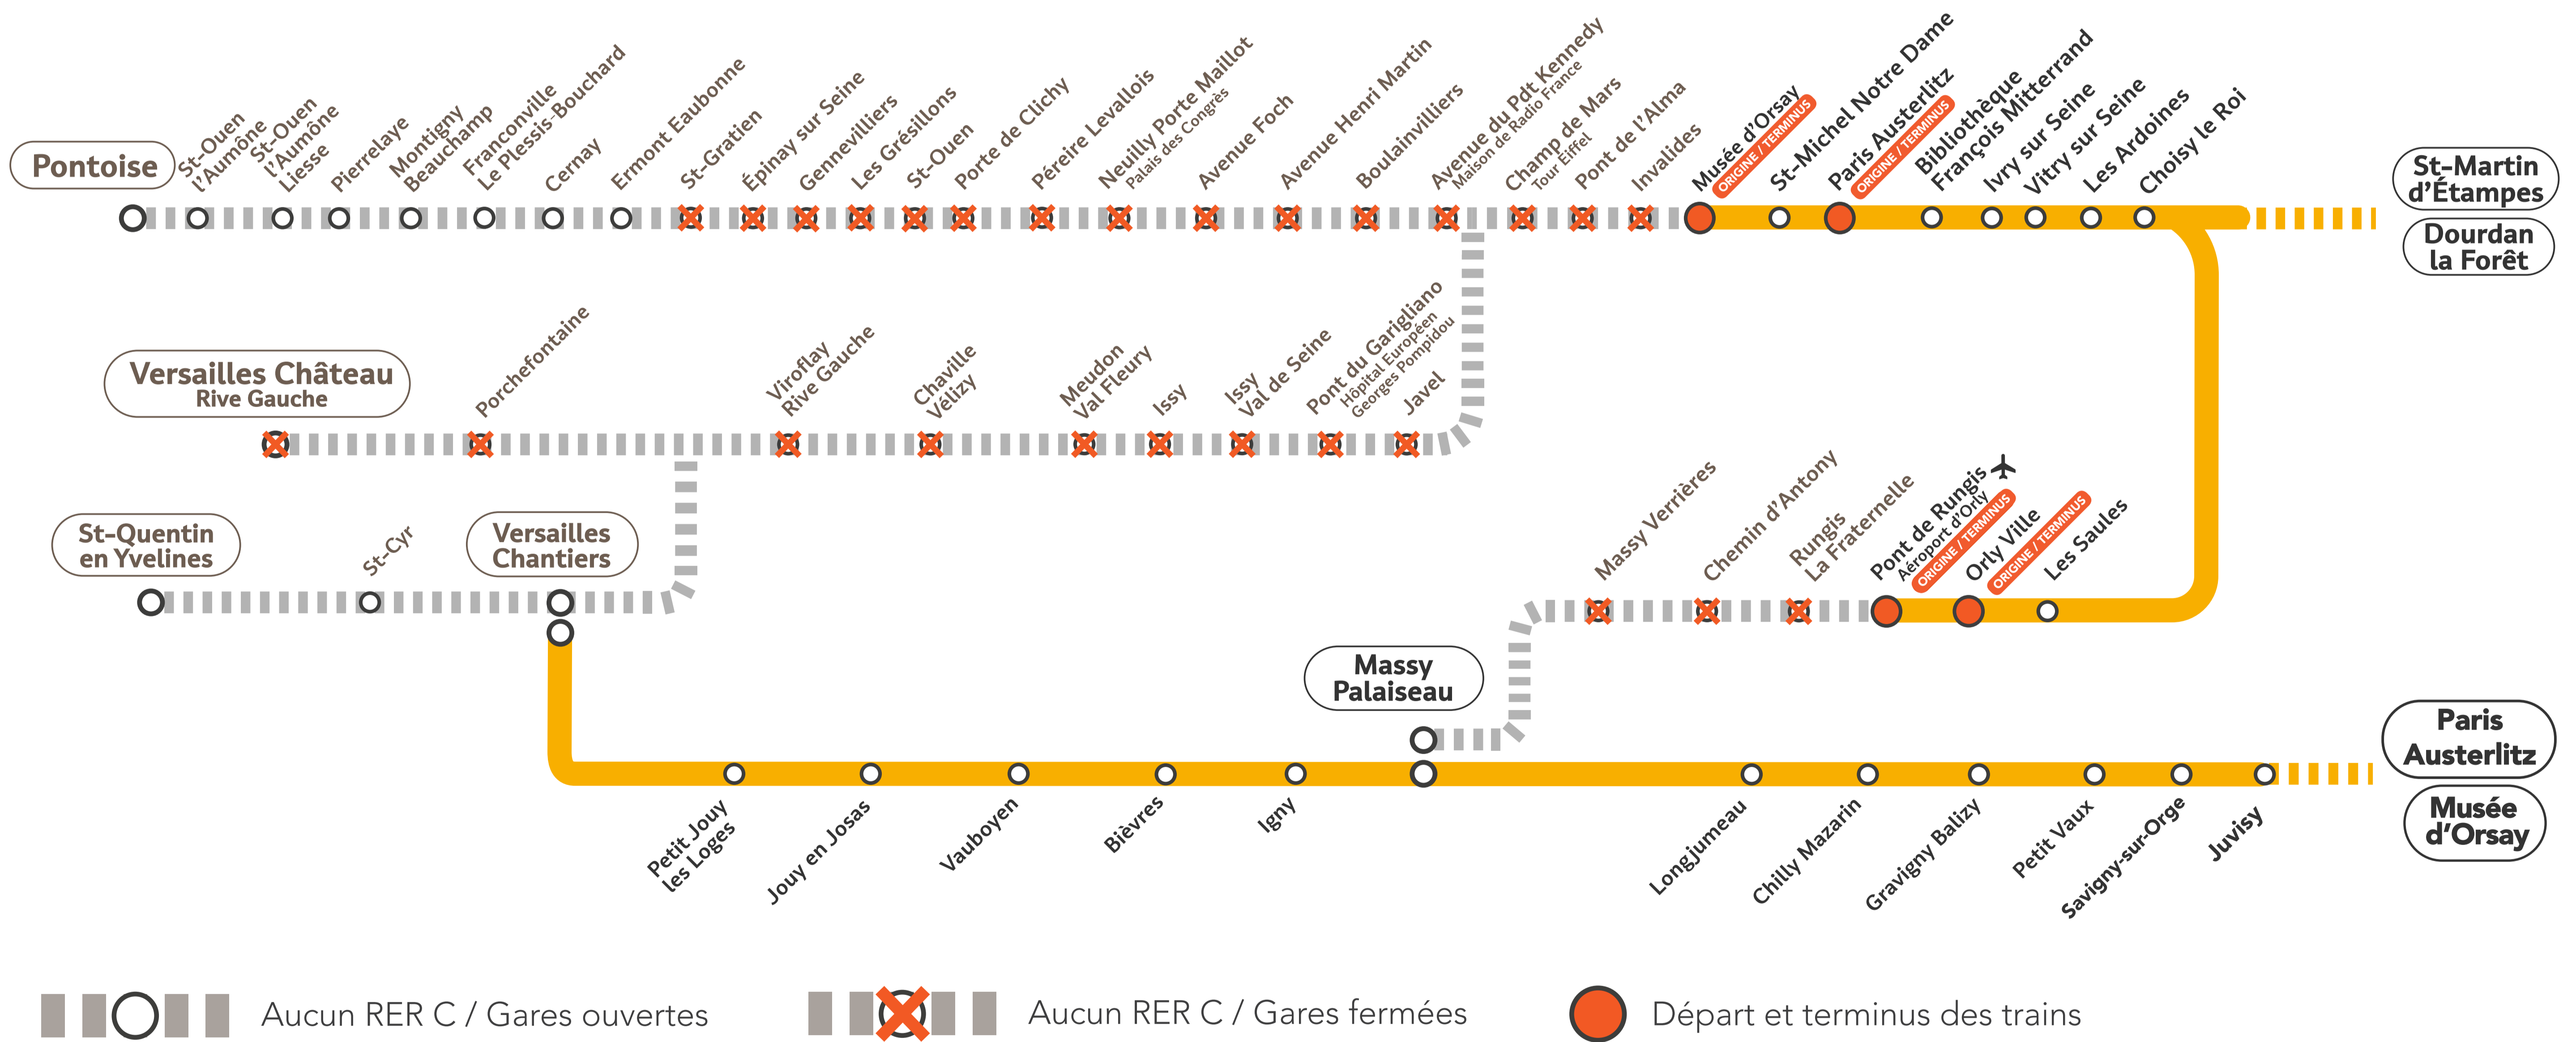 Pontoise
St-Ouen
l'Aumône
St-Ouen
l'Aumône
Liesse
Pierrelaye
Montigny
Beauchamp
Franconville
Le Plessis-Bouchard
Cernay
Ermont Eaubonne
St-Gratien
Épinay sur Seine
Gennevilliers
Les Grésillons
St-Ouen
Porte de Clichy
Péreire Levallois
Neuilly Porte Maillot
Palais des Congrès
Avenue Foch
Avenue Henri Martin
Boulainvilliers
Avenue du Pdt Kennedy
Maison de Radio France
Champ de Mars
Tour Eiffel
Pont de l'Alma
Invalides
Musée d'Orsay
ORIGINE / TERMINUS
St-Michel Notre Dame
Paris Austerlitz
ORIGINE / TERMINUS
Bibliothèque
François Mitterrand
Ivry sur Seine
Vitry sur Seine
Les Ardoines
Choisy le Roi
St-Martin
d'Étampes
Dourdan
la Forêt
Versailles Château
Rive Gauche
Porchefontaine
Viroflay
Rive Gauche
Chaville
Vélizy
Meudon
Val Fleury
Issy
Issy
Val de Seine
Pont du Garigliano
Hôpital Européen
Georges Pompidou
Javel
St-Quentin
en Yvelines
St-Cyr
Versailles
Chantiers
Massy Verrières
Chemin d'Antony
Rungis
La Fraternelle
Pont de Rungis
Aéroport d'Orly
ORIGINE / TERMINUS
Orly Ville
ORIGINE / TERMINUS
Les Saules
Massy
Palaiseau
Paris
Austerlitz
Musée
d'Orsay
Petit Jouy
les Loges
Jouy en Josas
Vauboyen
Bièvres
Igny
Longjumeau
Chilly Mazarin
Gravigny Balizy
Petit Vaux
Savigny-sur-Orge
Juvisy
Aucun RER C / Gares ouvertes
Aucun RER C / Gares fermées
Départ et terminus des trains